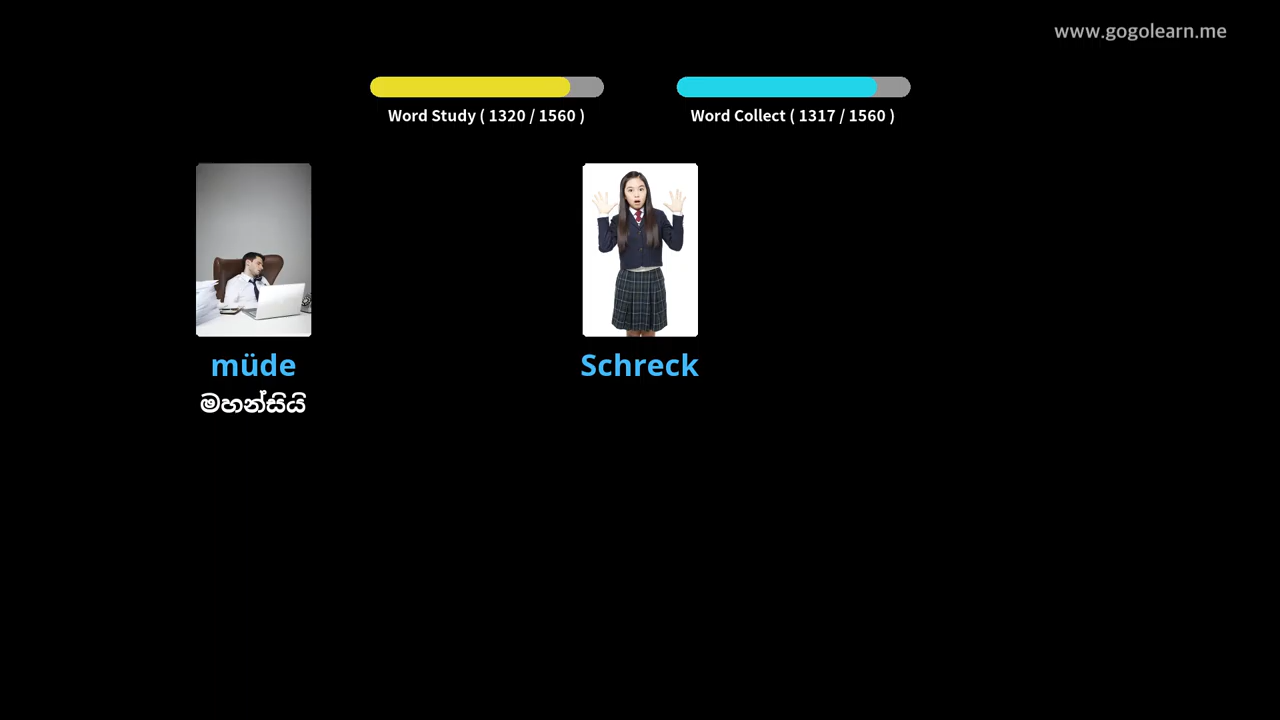 www.gogolearn.me
Word Study ( 1320 / 1560 )
Word Collect ( 1317 / 1560 )
müde
Schreck
මහන්සියි